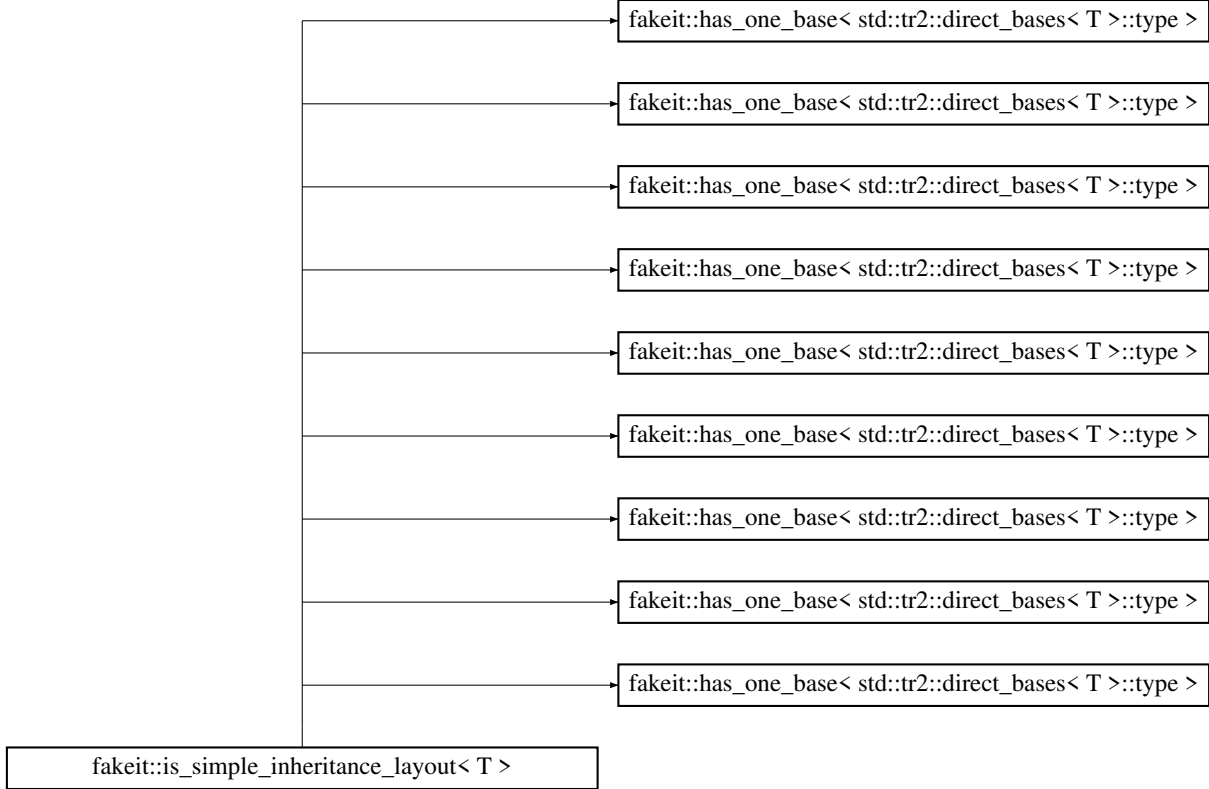 fakeit::has_one_base< std::tr2::direct_bases< T >::type >
fakeit::has_one_base< std::tr2::direct_bases< T >::type >
fakeit::has_one_base< std::tr2::direct_bases< T >::type >
fakeit::has_one_base< std::tr2::direct_bases< T >::type >
fakeit::has_one_base< std::tr2::direct_bases< T >::type >
fakeit::has_one_base< std::tr2::direct_bases< T >::type >
fakeit::has_one_base< std::tr2::direct_bases< T >::type >
fakeit::has_one_base< std::tr2::direct_bases< T >::type >
fakeit::has_one_base< std::tr2::direct_bases< T >::type >
fakeit::is_simple_inheritance_layout< T >